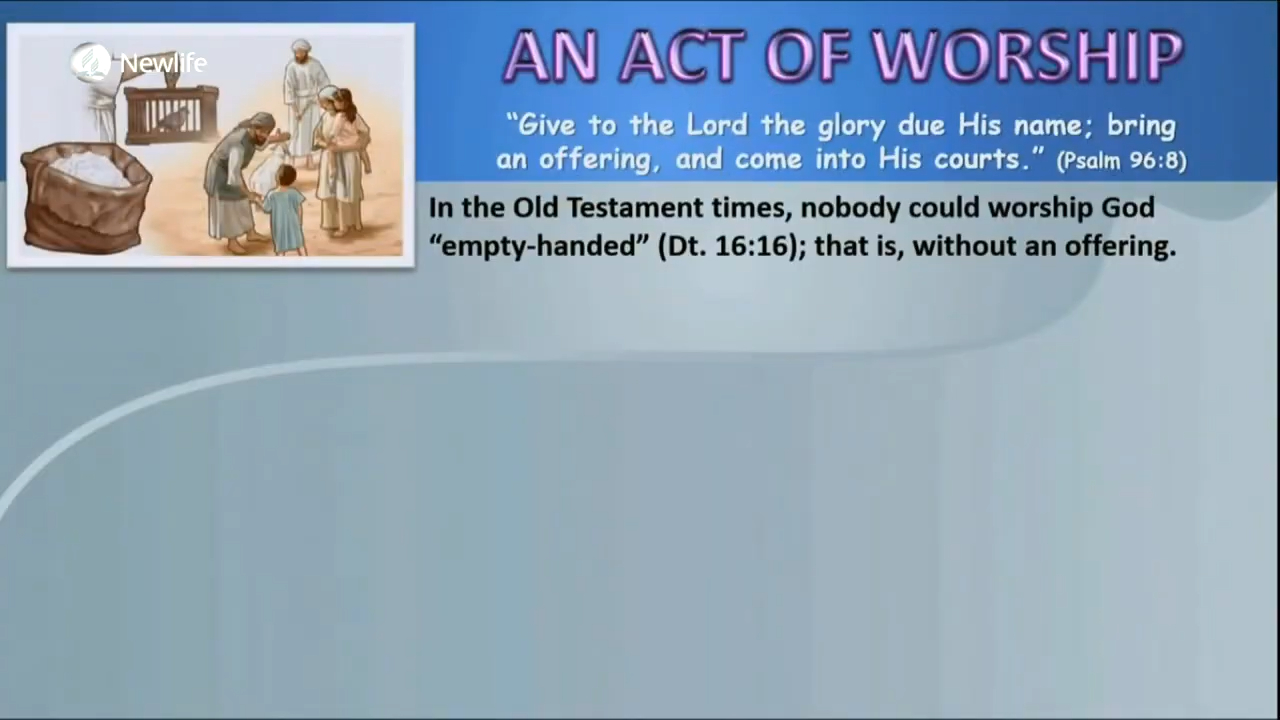 Newlife
AN ACT OF WORSHIP
“Give to the Lord the glory due His name; bring
an offering, and come into His courts.” (Psalm 96:8)
In the Old Testament times, nobody could worship God
“empty-handed” (Dt. 16:16); that is, without an offering.